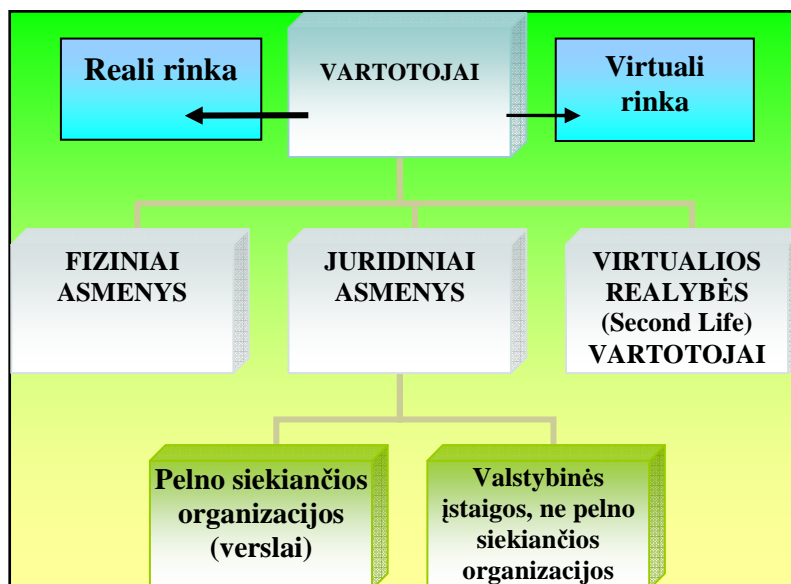 Reali rinka
VARTOTOJAI
Virtuali
rinka
FIZINIAI
ASMENYS
JURIDINIAI
ASMENYS
VIRTUALIOS
REALYBĖS
(Second Life)
VARTOTOJAI
Pelno siekiančios
organizacijos
(verslai)
Valstybinės
įstaigos, ne pelno
siekiančios
organizacijos